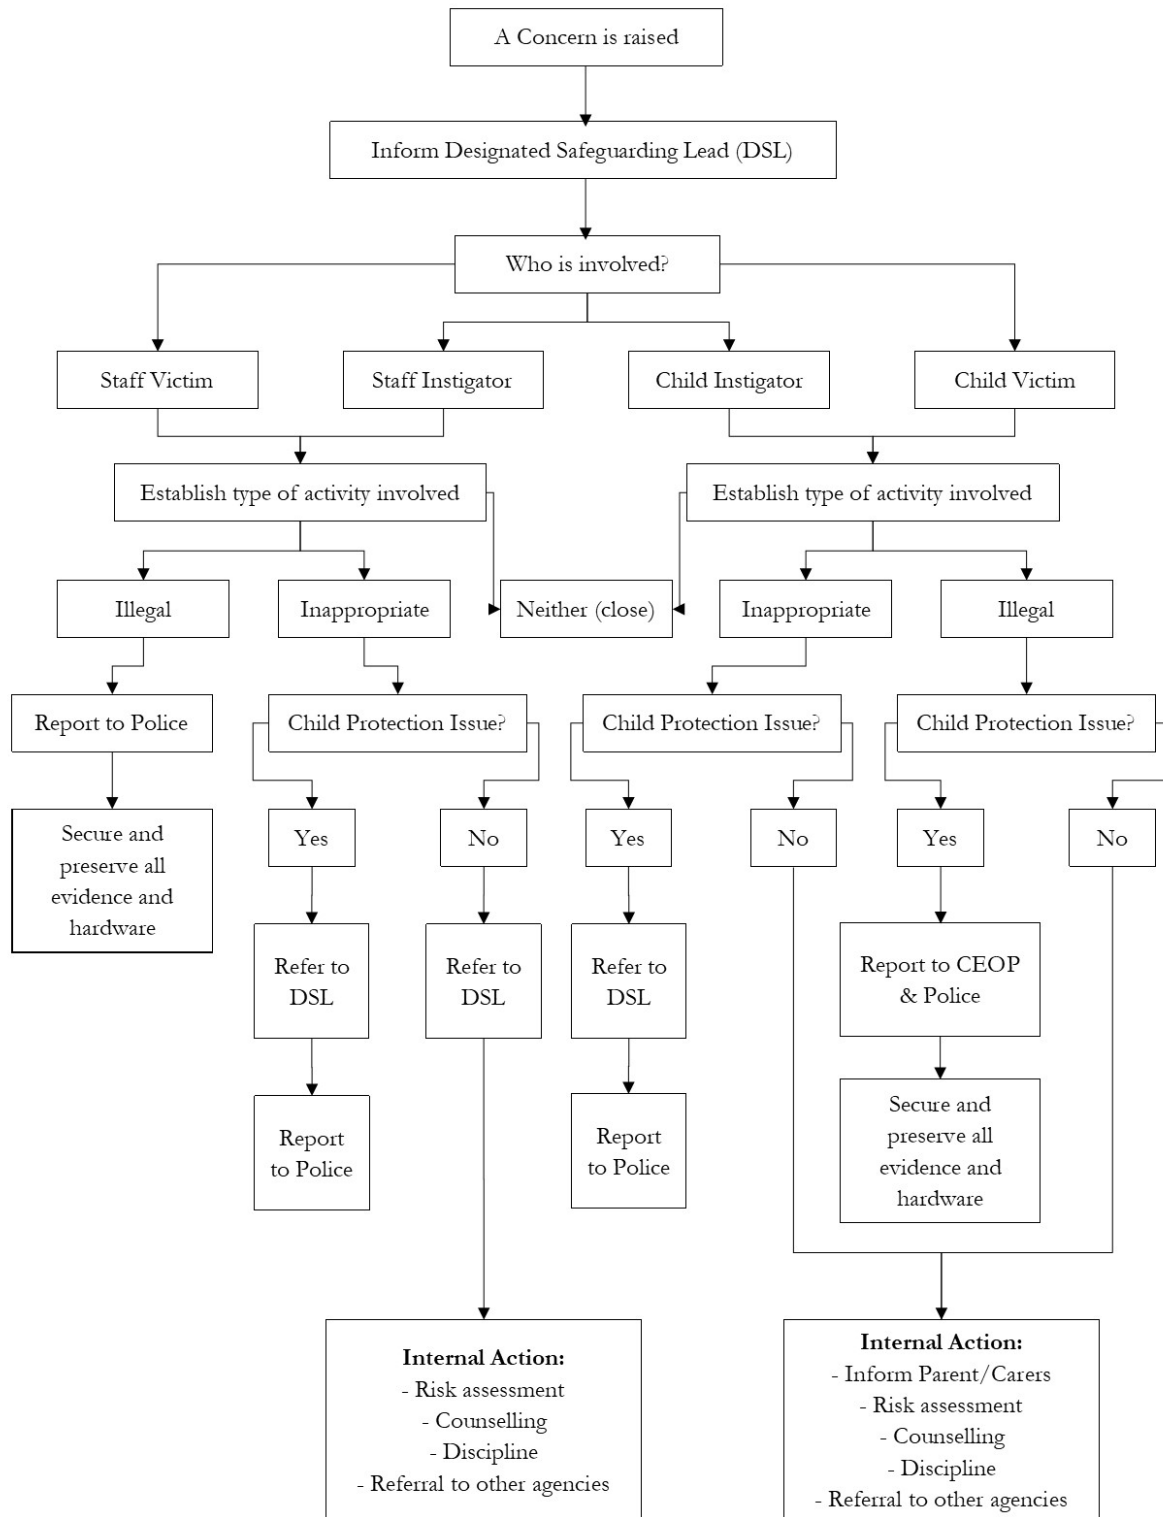 A Concern is raised
Inform Designated Safeguarding Lead (DSL)
Who is involved?
Staff Victim
Staff Instigator
Child Instigator
Child Victim
Establish type of activity involved
Establish type of activity involved
Illegal
Inappropriate
Neither (close)
Inappropriate
Illegal
Report to Police
Child Protection Issue?
Child Protection Issue?
Child Protection Issue?
Secure and
preserve all
evidence and
hardware
Yes
No
Yes
No
Yes
No
Refer to
DSL
Refer to
DSL
Refer to
DSL
Report to CEOP
& Police
Report
to Police
Report
to Police
Secure and
preserve all
evidence and
hardware
Internal Action:
- Risk assessment
- Counselling
- Discipline
- Referral to other agencies
Internal Action:
- Inform Parent/Carers
- Risk assessment
- Counselling
- Discipline
- Referral to other agencies